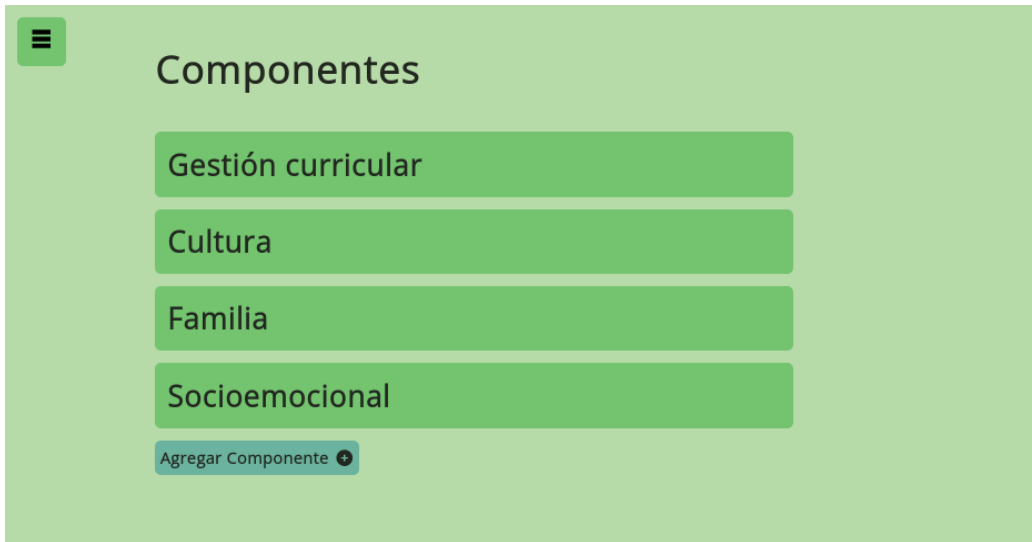 Componentes
Gestión curricular
Cultura
Familia
Socioemocional
Agregar Componente